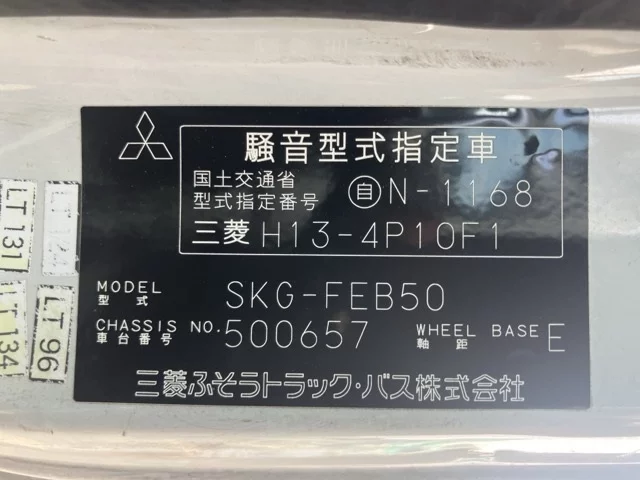 騒音型式指定車
国土交通省
型式指定番号 自N-1168
三菱 H13-4P10F1
MODEL
型式 SKG-FEB50
CHASSIS NO.
車台番号 500657 WHEEL BASE
軸距 E
三菱ふそうトラック・バス株式会社
LT 131
LT 134
LT 96